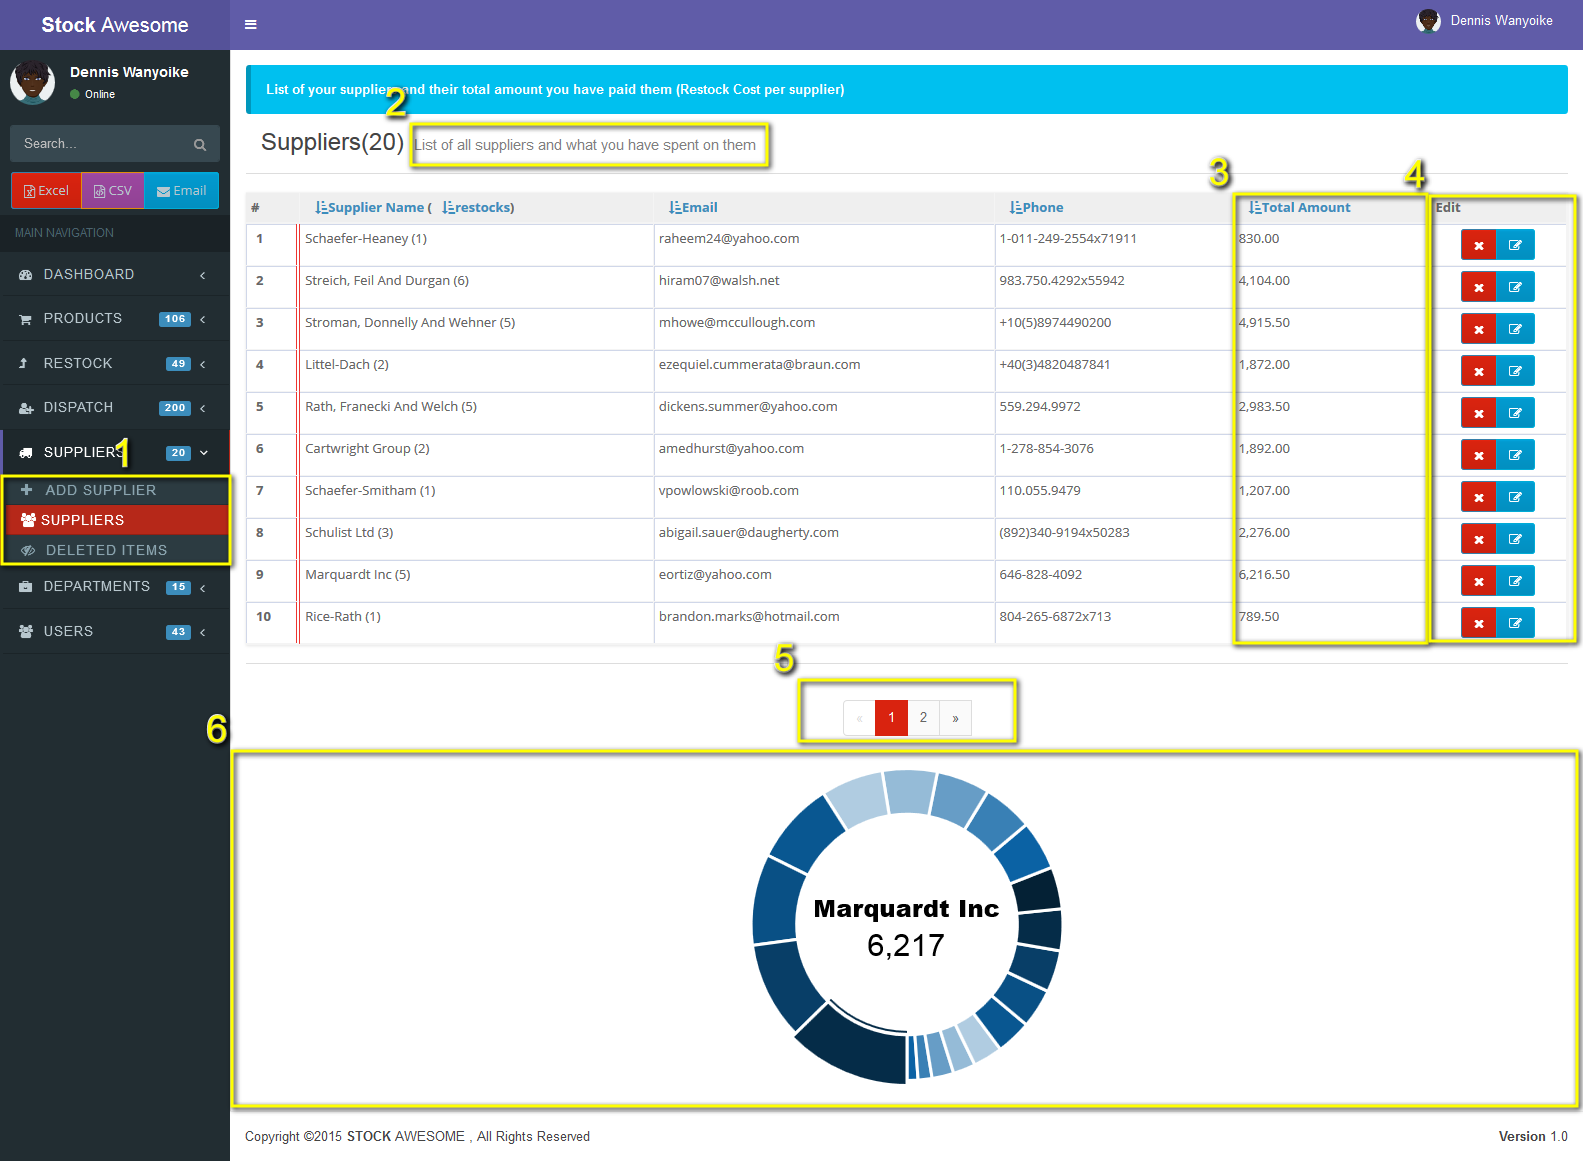 Stock Awesome
Dennis Wanyoike
Dennis Wanyoike
Online
Search...
Excel CSV Email
MAIN NAVIGATION
DASHBOARD
PRODUCTS 106
RESTOCK 49
DISPATCH 200
SUPPLIERS 20
1
ADD SUPPLIER
SUPPLIERS
DELETED ITEMS
DEPARTMENTS 15
USERS 43
List of your supplier and their total amount you have paid them (Restock Cost per supplier)
2
Suppliers(20) List of all suppliers and what you have spent on them
3
4
# Supplier Name ( restocks) Email Phone Total Amount Edit
1 Schaefer-Heaney (1) raheem24@yahoo.com 1-011-249-2554x71911 830.00
2 Streich, Feil And Durgan (6) hiram07@walsh.net 983.750.4292x55942 4,104.00
3 Stroman, Donnelly And Wehner (5) mhowe@mccullough.com +10(5)8974490200 4,915.50
4 Littel-Dach (2) ezequiel.cummerata@braun.com +40(3)4820487841 1,872.00
5 Rath, Franecki And Welch (5) dickens.summer@yahoo.com 559.294.9972 2,983.50
6 Cartwright Group (2) amedhurst@yahoo.com 1-278-854-3076 1,892.00
7 Schaefer-Smitham (1) vpowlowski@roob.com 110.055.9479 1,207.00
8 Schulist Ltd (3) abigail.sauer@daugherty.com (892)340-9194x50283 2,276.00
9 Marquardt Inc (5) eortiz@yahoo.com 646-828-4092 6,216.50
10 Rice-Rath (1) brandon.marks@hotmail.com 804-265-6872x713 789.50
5
« 1 2 »
6
Marquardt Inc
6,217
Copyright ©2015 STOCK AWESOME , All Rights Reserved
Version 1.0